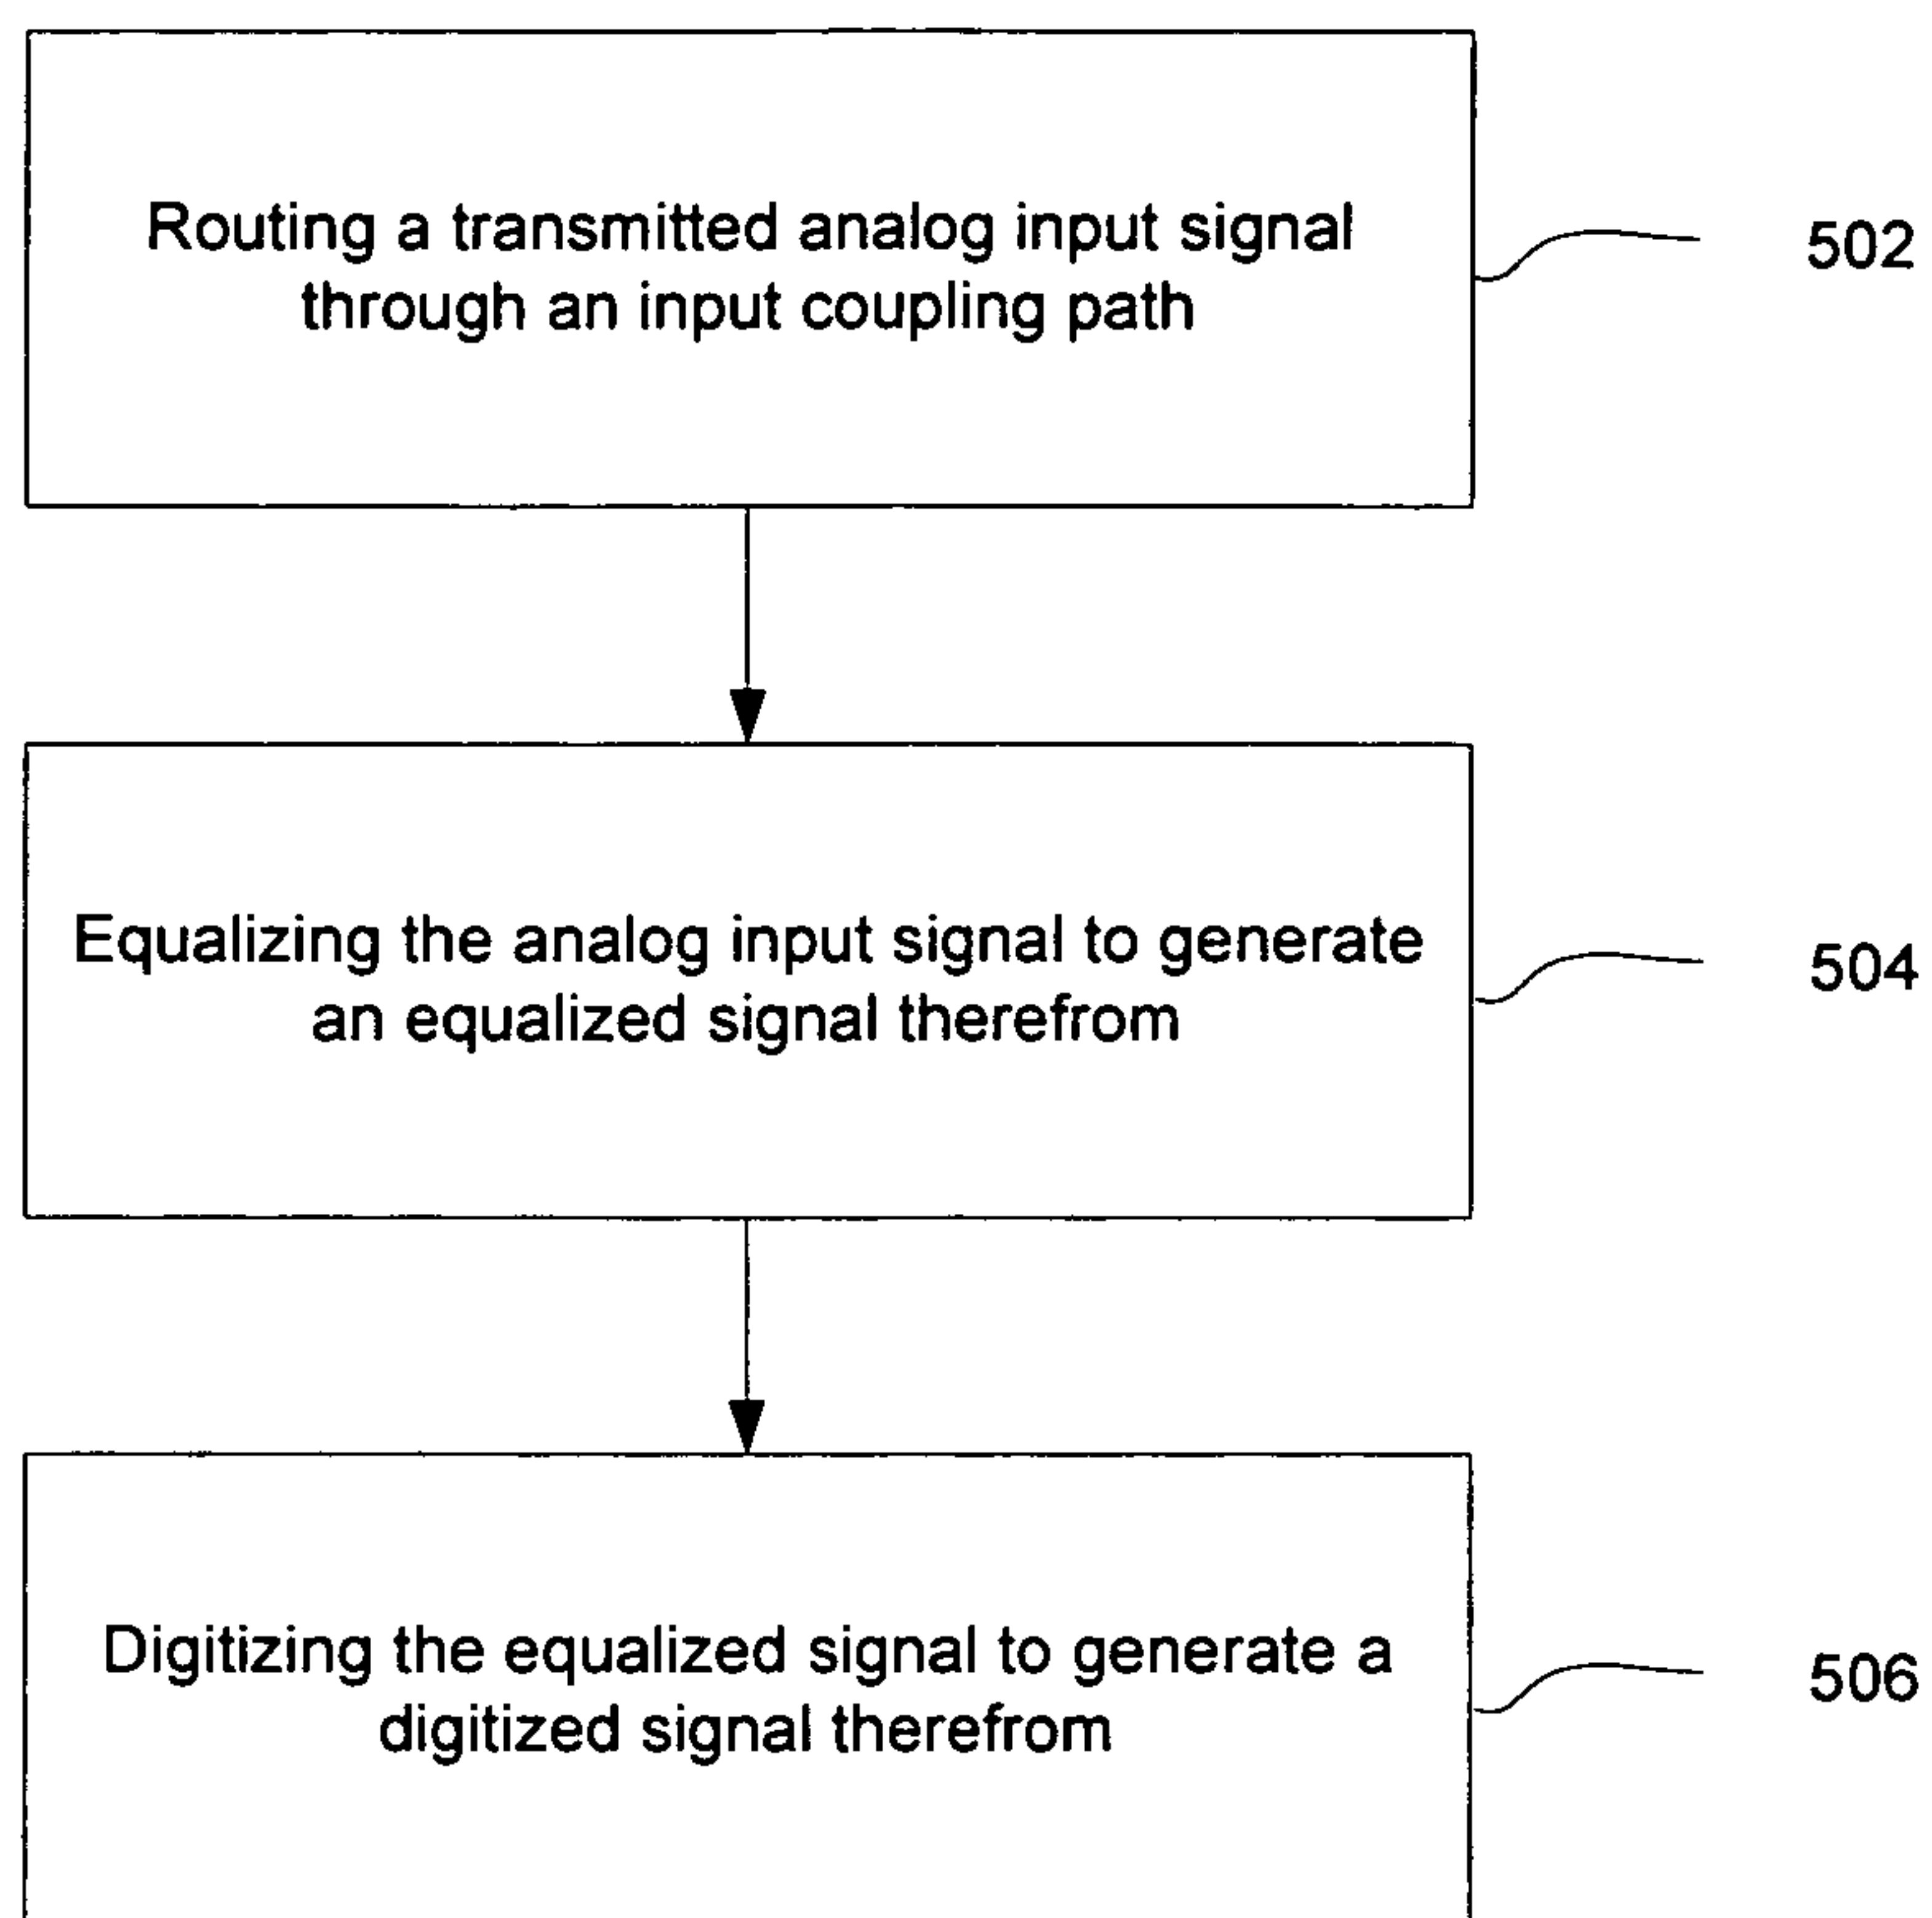 Routing a transmitted analog input signal
through an input coupling path
502
Equalizing the analog input signal to generate
an equalized signal therefrom
504
Digitizing the equalized signal to generate a
digitized signal therefrom
506